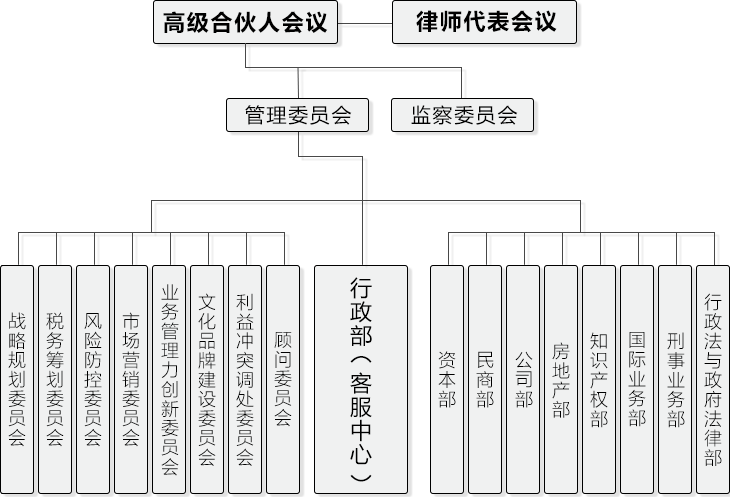 高级合伙人会议
律师代表会议
管理委员会
监察委员会
战略规划委员会
税务筹划委员会
风险防控委员会
市场营销委员会
业务管理力创新委员会
文化品牌建设委员会
利益冲突调处委员会
顾问委员会
行政部（客服中心）
资本部
民商部
公司部
房地产部
知识产权部
国际业务部
刑事业务部
行政法与政府法律部